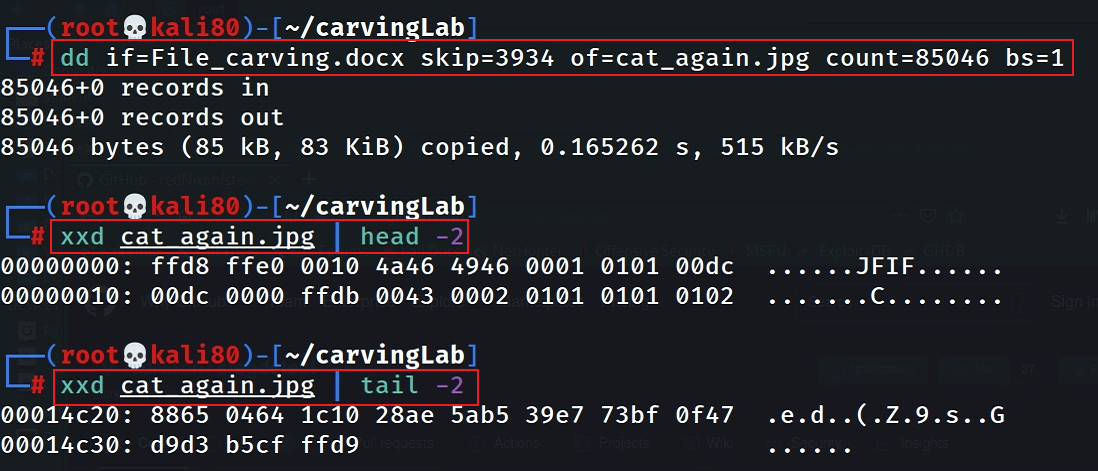 ┌──(root💀kali80)-[~/carvingLab]
└─# dd if=File_carving.docx skip=3934 of=cat_again.jpg count=85046 bs=1
85046+0 records in
85046+0 records out
85046 bytes (85 kB, 83 KiB) copied, 0.165262 s, 515 kB/s
┌──(root💀kali80)-[~/carvingLab]
└─# xxd cat_again.jpg | head -2
00000000: ffd8 ffe0 0010 4a46 4946 0001 0101 00dc  ......JFIF......
00000010: 00dc 0000 ffdb 0043 0002 0101 0101 0102  .......C........
┌──(root💀kali80)-[~/carvingLab]
└─# xxd cat_again.jpg | tail -2
00014c20: 8865 0464 1c10 28ae 5ab5 39e7 73bf 0f47  .e.d..(.Z.9.s..G
00014c30: d9d3 b5cf ffd9  ......